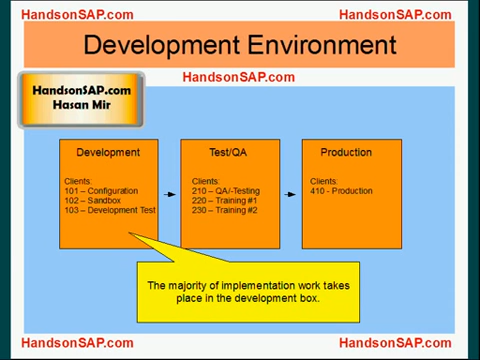 HandsonSAP.com
HandsonSAP.com
Development Environment
HandsonSAP.com
HandsonSAP.com
Hasan Mir
Development
Clients:
101 – Configuration
102 – Sandbox
103 – Development Test
Test/QA
Clients:
210 – QA/-Testing
220 – Training #1
230 – Training #2
Production
Clients:
410 - Production
The majority of implementation work takes
place in the development box.
HandsonSAP.com
HandsonSAP.com